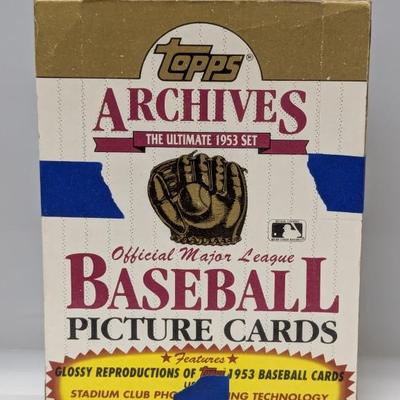 Topps®
ARCHIVES
THE ULTIMATE 1953 SET
Official Major League
BASEBALL
PICTURE CARDS
Features
GLOSSY REPRODUCTIONS OF Topps 1953 BASEBALL CARDS
STADIUM CLUB TECHNOLOGY